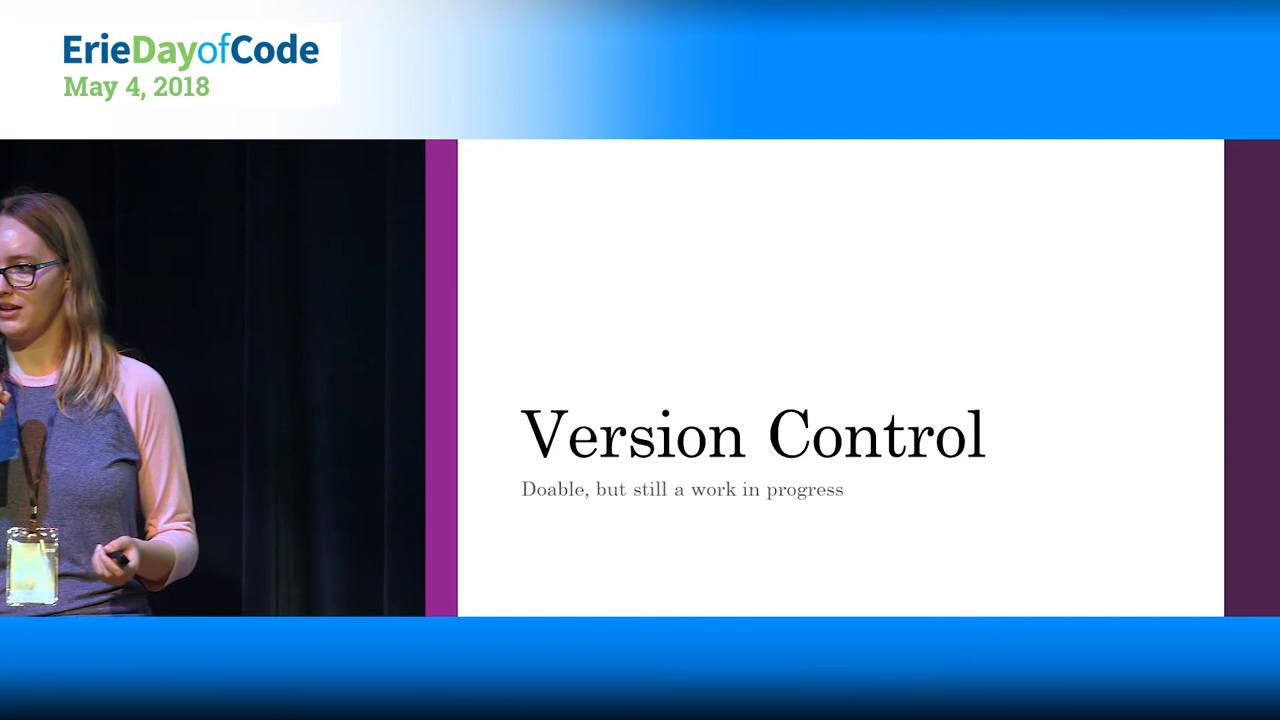 ErieDayofCode
May 4, 2018
Version Control
Doable, but still a work in progress